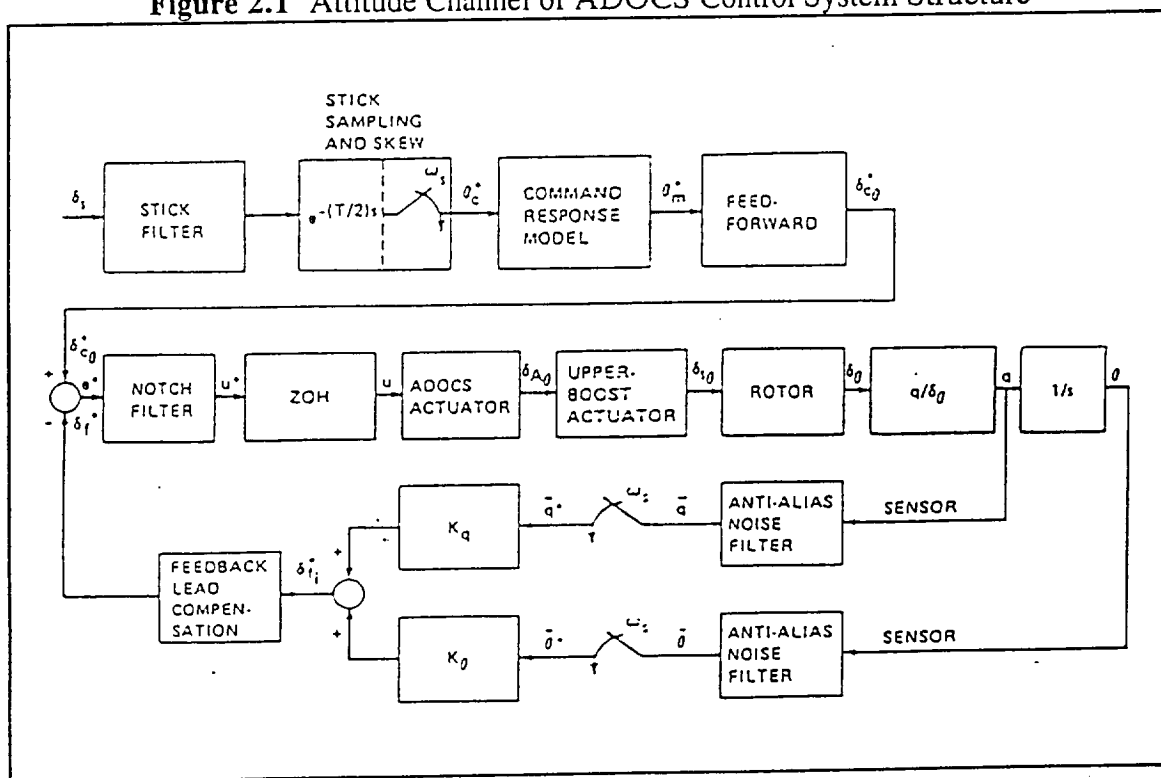 Figure 2.1 Attitude Channel of ADOCS Control System Structure
STICK
SAMPLING
AND SKEW
δs
STICK
FILTER
e-(T/2)s
ωs
T
θc*
COMMAND
RESPONSE
MODEL
θm*
FEED-
FORWARD
δcθ*
δcθ*
+
-
e*
δf*
NOTCH
FILTER
u*
ZOH
u
ADOCS
ACTUATOR
δAθ
UPPER-
BOOST
ACTUATOR
δsθ
ROTOR
δθ
q/δθ
q
1/s
θ
Kq
q̄*
ωs
T
q̄
ANTI-ALIAS
NOISE
FILTER
SENSOR
FEEDBACK
LEAD
COMPEN-
SATION
δfi*
+
+
Kθ
θ̄*
ωs
T
θ̄
ANTI-ALIAS
NOISE
FILTER
SENSOR